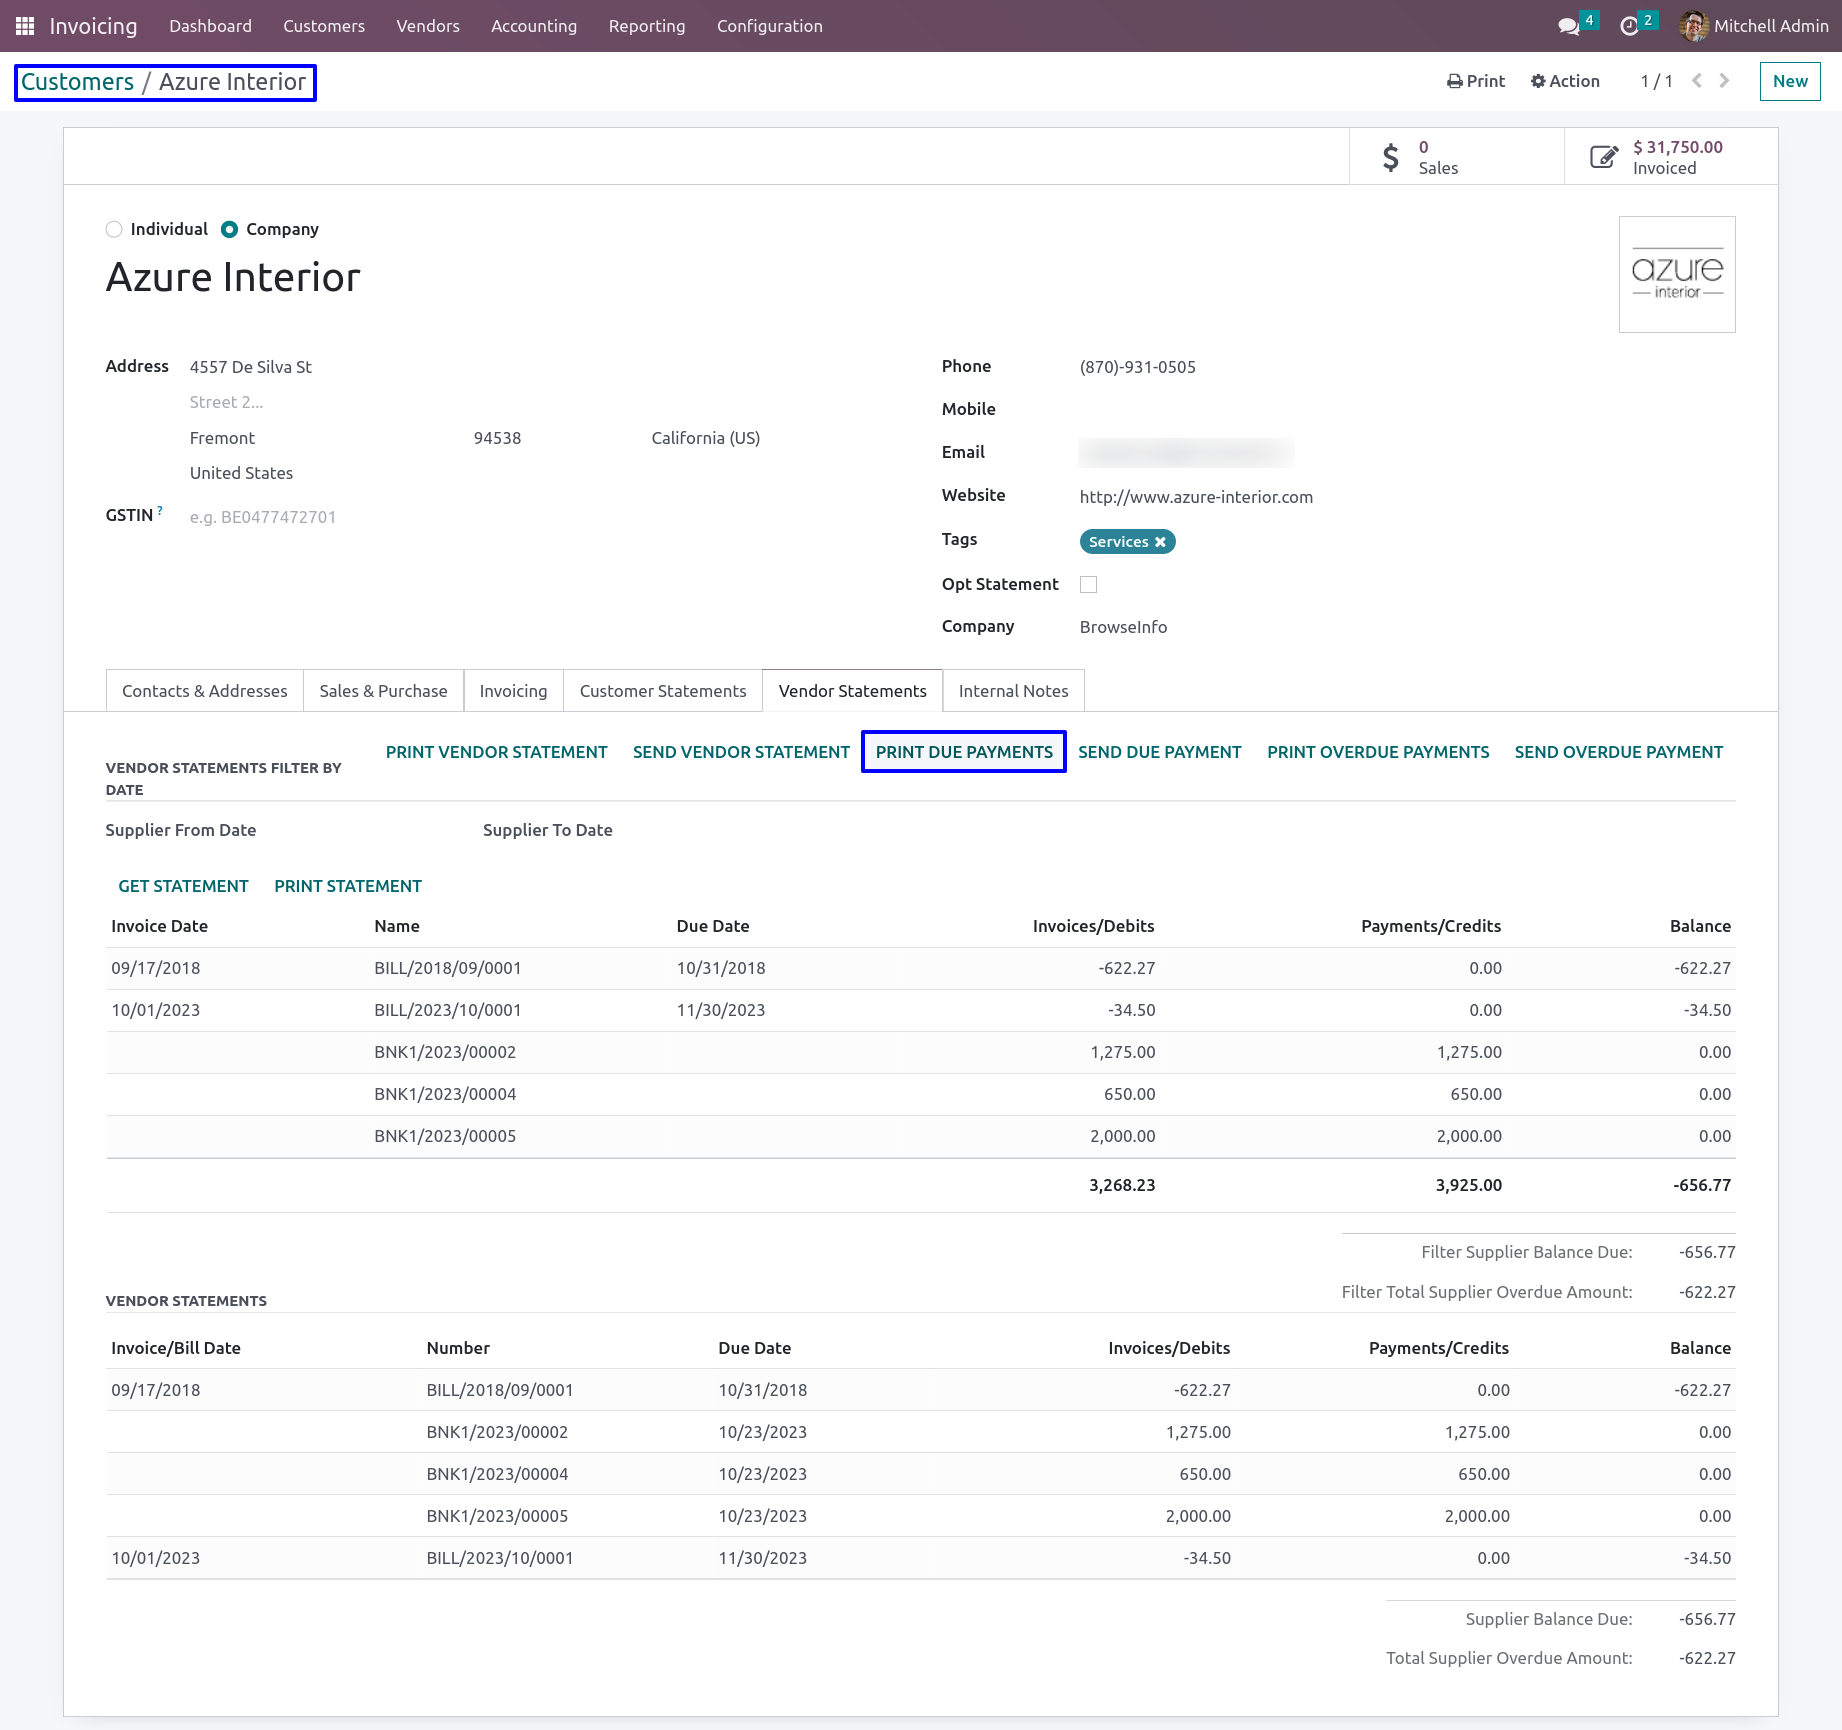 Invoicing Dashboard Customers Vendors Accounting Reporting Configuration 4 2 Mitchell Admin
Customers / Azure Interior Print Action 1 / 1 New
$ 0 $ 31,750.00
Sales Invoiced
Individual Company
Azure Interior
azure
interior
Address 4557 De Silva St Phone (870)-931-0505
Street 2...
Mobile
Fremont 94538 California (US)
Email
United States
Website http://www.azure-interior.com
GSTIN ? e.g. BE0477472701
Tags Services
Opt Statement
Company BrowseInfo
Contacts & Addresses Sales & Purchase Invoicing Customer Statements Vendor Statements Internal Notes
PRINT VENDOR STATEMENT SEND VENDOR STATEMENT PRINT DUE PAYMENTS SEND DUE PAYMENT PRINT OVERDUE PAYMENTS SEND OVERDUE PAYMENT
VENDOR STATEMENTS FILTER BY
DATE
Supplier From Date Supplier To Date
GET STATEMENT PRINT STATEMENT
Invoice Date Name Due Date Invoices/Debits Payments/Credits Balance
09/17/2018 BILL/2018/09/0001 10/31/2018 -622.27 0.00 -622.27
10/01/2023 BILL/2023/10/0001 11/30/2023 -34.50 0.00 -34.50
BNK1/2023/00002 1,275.00 1,275.00 0.00
BNK1/2023/00004 650.00 650.00 0.00
BNK1/2023/00005 2,000.00 2,000.00 0.00
3,268.23 3,925.00 -656.77
Filter Supplier Balance Due: -656.77
Filter Total Supplier Overdue Amount: -622.27
VENDOR STATEMENTS
Invoice/Bill Date Number Due Date Invoices/Debits Payments/Credits Balance
09/17/2018 BILL/2018/09/0001 10/31/2018 -622.27 0.00 -622.27
BNK1/2023/00002 10/23/2023 1,275.00 1,275.00 0.00
BNK1/2023/00004 10/23/2023 650.00 650.00 0.00
BNK1/2023/00005 10/23/2023 2,000.00 2,000.00 0.00
10/01/2023 BILL/2023/10/0001 11/30/2023 -34.50 0.00 -34.50
Supplier Balance Due: -656.77
Total Supplier Overdue Amount: -622.27